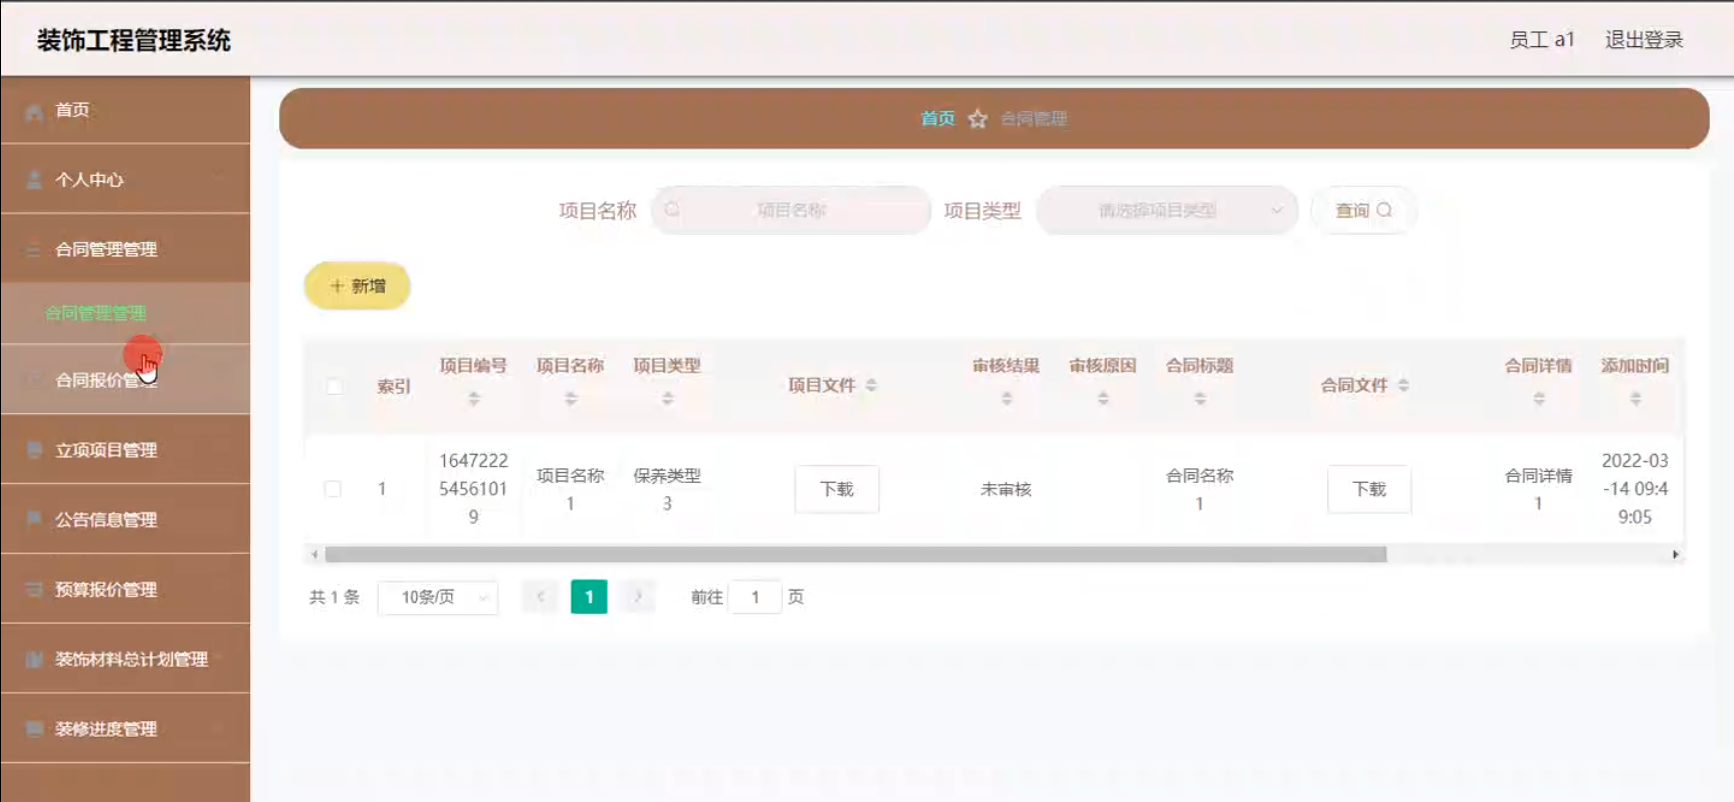 装饰工程管理系统
员工 a1 退出登录
首页
个人中心
合同管理管理
合同管理管理
合同报价管理
立项项目管理
公告信息管理
预算报价管理
装饰材料总计划管理
装修进度管理
首页 合同管理
项目名称 项目名称 项目类型 请选择项目类型 查询
新增
索引 项目编号 项目名称 项目类型 项目文件 审核结果 审核原因 合同标题 合同文件 合同详情 添加时间
1 1647222 项目名称 保养类型 下载 未审核 合同名称 下载 合同详情 2022-03
5456101 1 3 1 1 -14 09:4
9 9:05
共 1 条 10条/页 1 前往 1 页